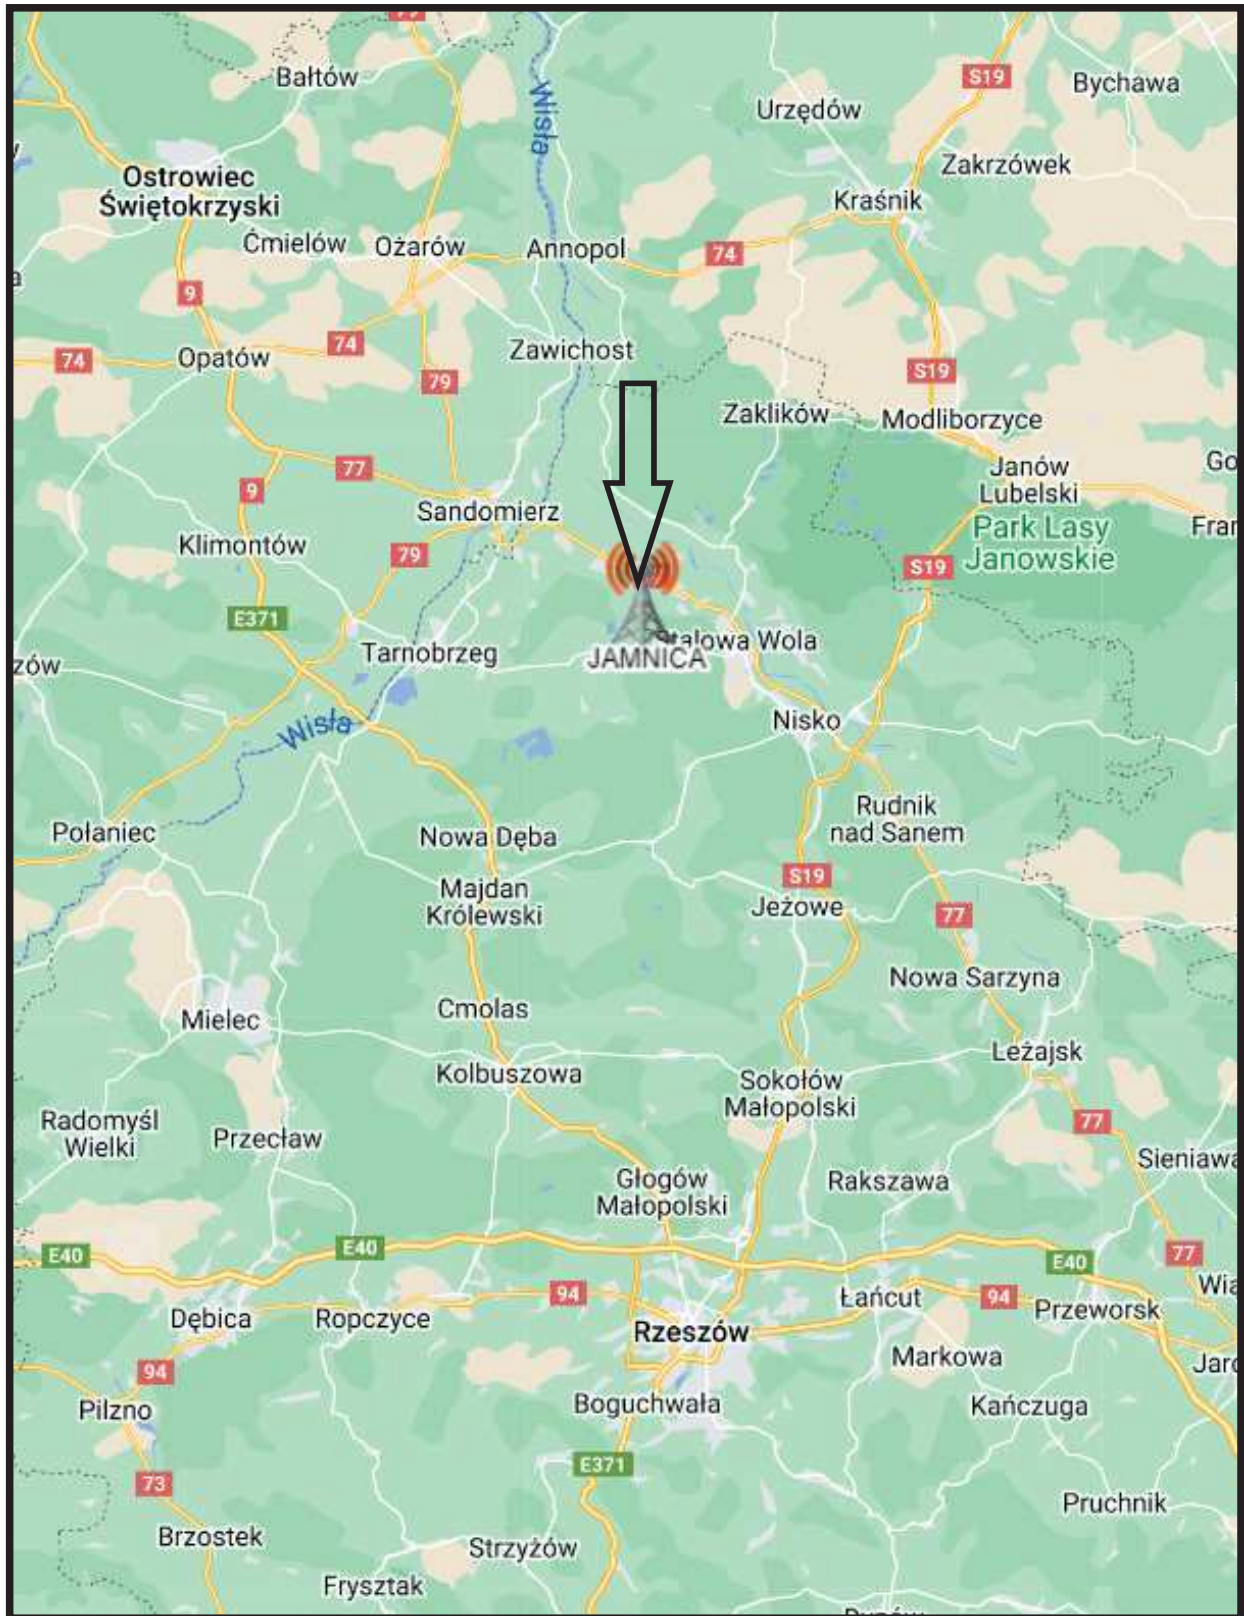 79
Bałtów
S19
Bychawa
Urzędów
Wisła
Zakrzówek
Ostrowiec
Świętokrzyski
Kraśnik
Ćmielów
Ożarów
Annopol
74
9
74
Zawichost
74
Opatów
79
S19
Zaklików
Modliborzyce
77
Janów
Lubelski
9
Sandomierz
Park Lasy
Janowskie
Klimontów
79
S19
E371
Tarnobrzeg
JAMNICA
Stalowa Wola
Wisła
Nisko
Rudnik
nad Sanem
Połaniec
Nowa Dęba
S19
Majdan
Królewski
Jeżowe
77
Nowa Sarzyna
Cmolas
Mielec
Leżajsk
Kolbuszowa
Sokołów
Małopolski
Radomyśl
Wielki
Przecław
77
Sieniawa
Głogów
Małopolski
Rakszawa
E40
E40
E40
77
94
Łańcut
94
Przeworsk
Dębica
Ropczyce
Rzeszów
Markowa
94
Pilzno
Boguchwała
Kańczuga
E371
73
Pruchnik
Brzostek
Strzyżów
Frysztak